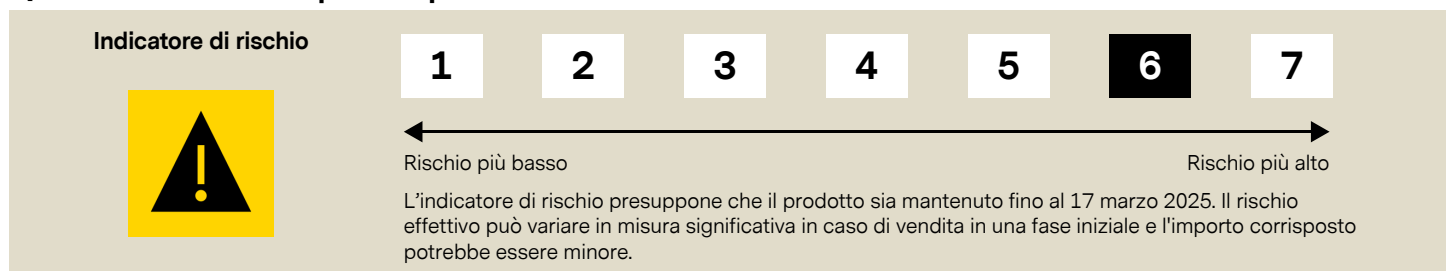 Indicatore di rischio
1 2 3 4 5 6 7
Rischio più basso
Rischio più alto
L'indicatore di rischio presuppone che il prodotto sia mantenuto fino al 17 marzo 2025. Il rischio
effettivo può variare in misura significativa in caso di vendita in una fase iniziale e l'importo corrisposto
potrebbe essere minore.